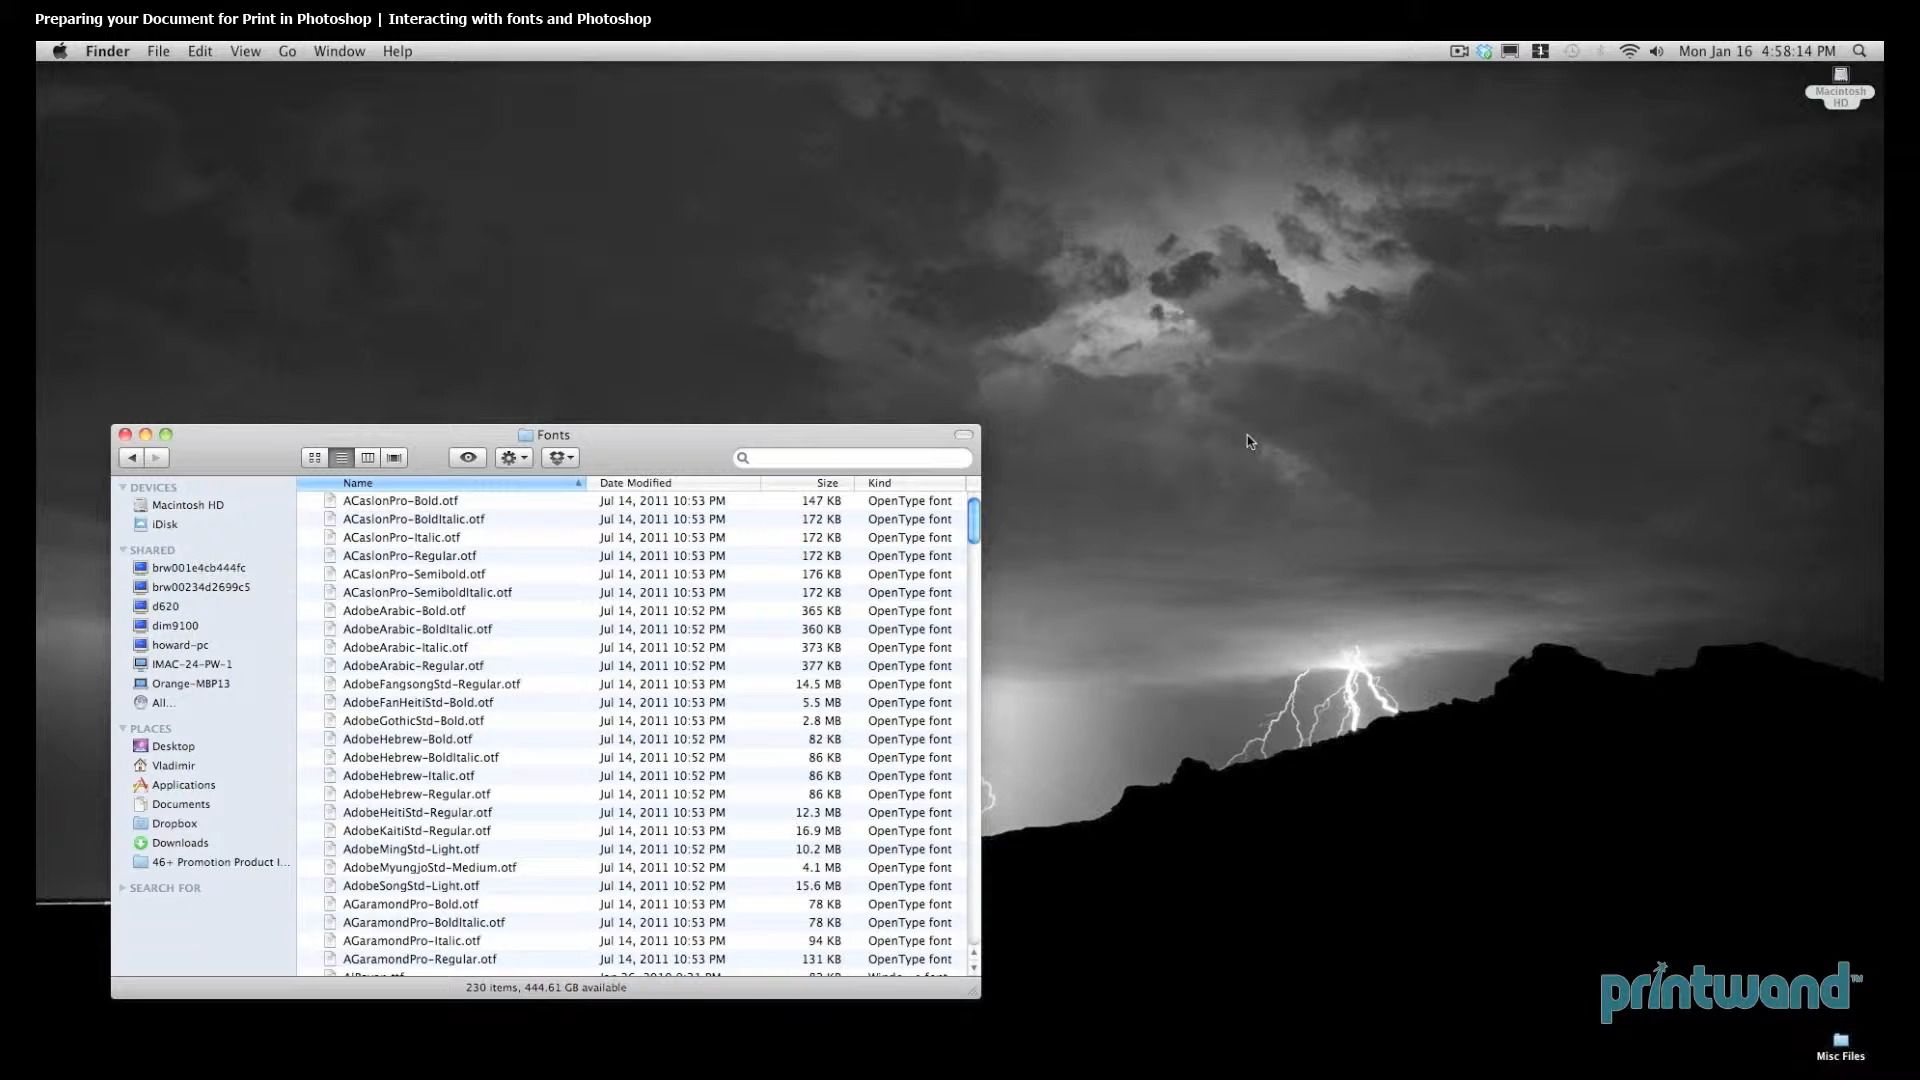 Preparing your Document for Print in Photoshop | Interacting with fonts and Photoshop
Finder File Edit View Go Window Help Mon Jan 16 4:58:14 PM
Macintosh
HD
Fonts
Name Date Modified Size Kind
DEVICES
Macintosh HD
iDisk
SHARED
brw001e4cb444fc
brw00234d2699c5
d620
dim9100
howard-pc
IMAC-24-PW-1
Orange-MBP13
All...
PLACES
Desktop
Vladimir
Applications
Documents
Dropbox
Downloads
46+ Promotion Product I...
SEARCH FOR
ACaslonPro-Bold.otf Jul 14, 2011 10:53 PM 147 KB OpenType font
ACaslonPro-BoldItalic.otf Jul 14, 2011 10:53 PM 172 KB OpenType font
ACaslonPro-Italic.otf Jul 14, 2011 10:53 PM 172 KB OpenType font
ACaslonPro-Regular.otf Jul 14, 2011 10:53 PM 172 KB OpenType font
ACaslonPro-Semibold.otf Jul 14, 2011 10:53 PM 176 KB OpenType font
ACaslonPro-SemiboldItalic.otf Jul 14, 2011 10:53 PM 172 KB OpenType font
AdobeArabic-Bold.otf Jul 14, 2011 10:52 PM 365 KB OpenType font
AdobeArabic-BoldItalic.otf Jul 14, 2011 10:52 PM 360 KB OpenType font
AdobeArabic-Italic.otf Jul 14, 2011 10:52 PM 373 KB OpenType font
AdobeArabic-Regular.otf Jul 14, 2011 10:52 PM 377 KB OpenType font
AdobeFangsongStd-Regular.otf Jul 14, 2011 10:53 PM 14.5 MB OpenType font
AdobeFanHeitiStd-Bold.otf Jul 14, 2011 10:52 PM 5.5 MB OpenType font
AdobeGothicStd-Bold.otf Jul 14, 2011 10:52 PM 2.8 MB OpenType font
AdobeHebrew-Bold.otf Jul 14, 2011 10:52 PM 82 KB OpenType font
AdobeHebrew-BoldItalic.otf Jul 14, 2011 10:52 PM 86 KB OpenType font
AdobeHebrew-Italic.otf Jul 14, 2011 10:52 PM 86 KB OpenType font
AdobeHebrew-Regular.otf Jul 14, 2011 10:52 PM 86 KB OpenType font
AdobeHeitiStd-Regular.otf Jul 14, 2011 10:53 PM 12.3 MB OpenType font
AdobeKaitiStd-Regular.otf Jul 14, 2011 10:53 PM 16.9 MB OpenType font
AdobeMingStd-Light.otf Jul 14, 2011 10:52 PM 10.2 MB OpenType font
AdobeMyungjoStd-Medium.otf Jul 14, 2011 10:52 PM 4.1 MB OpenType font
AdobeSongStd-Light.otf Jul 14, 2011 10:52 PM 15.6 MB OpenType font
AGaramondPro-Bold.otf Jul 14, 2011 10:53 PM 78 KB OpenType font
AGaramondPro-BoldItalic.otf Jul 14, 2011 10:53 PM 78 KB OpenType font
AGaramondPro-Italic.otf Jul 14, 2011 10:53 PM 94 KB OpenType font
AGaramondPro-Regular.otf Jul 14, 2011 10:53 PM 131 KB OpenType font
230 items, 444.61 GB available
printwand™
Misc Files